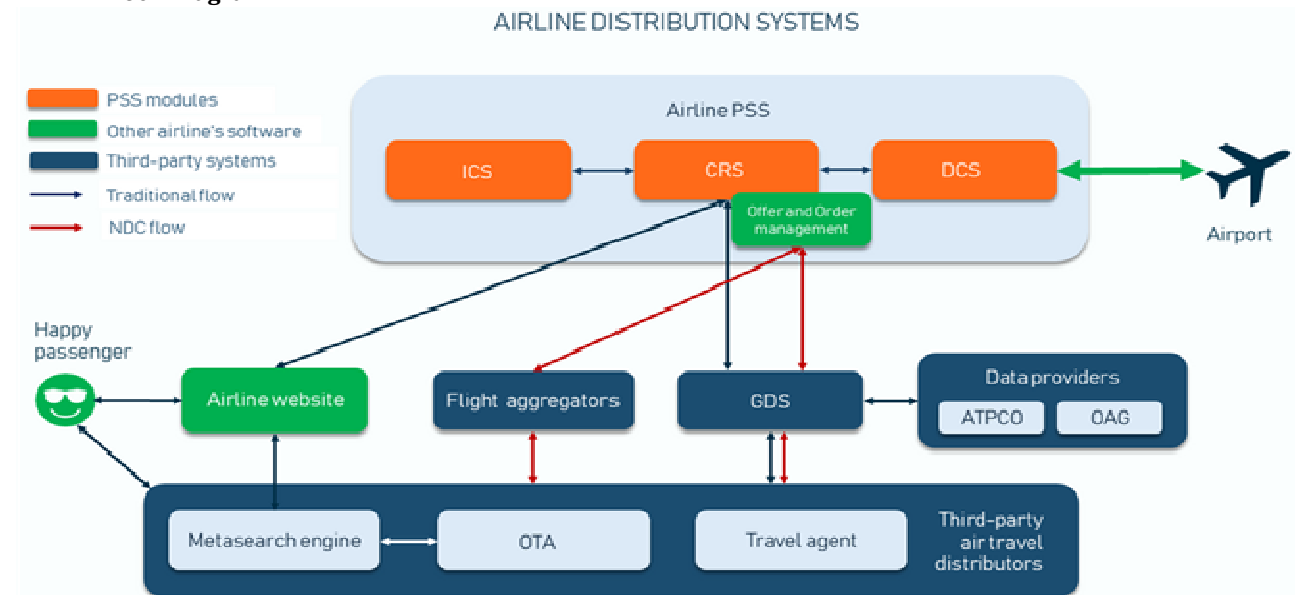 AIRLINE DISTRIBUTION SYSTEMS
PSS modules
Other airline's software
Third-party systems
Traditional flow
NDC flow
Airline PSS
ICS
CRS
DCS
Offer and Order
management
Airport
Happy
passenger
Airline website
Flight aggregators
GDS
Data providers
ATPCO
OAG
Metasearch engine
OTA
Travel agent
Third-party
air travel
distributors